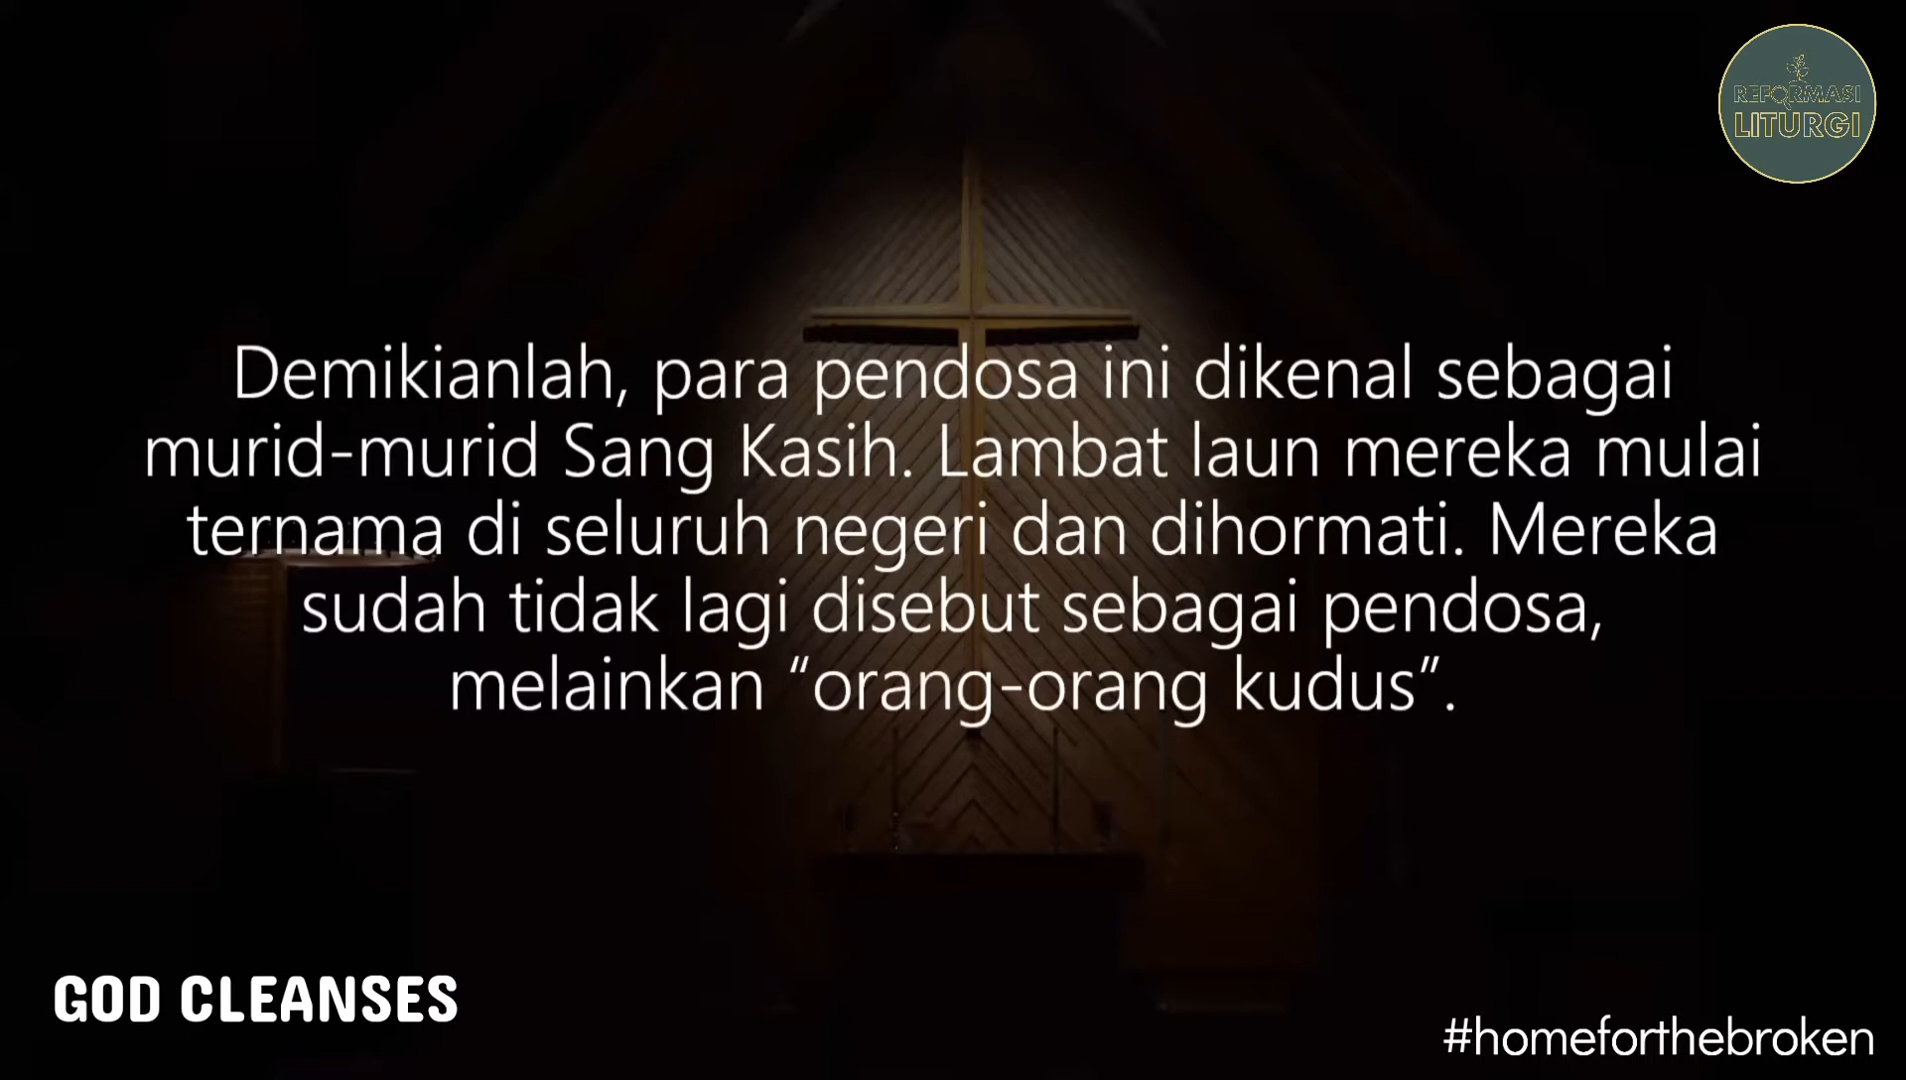 REFORMASI
LITURGI
Demikianlah, para pendosa ini dikenal sebagai
murid-murid Sang Kasih. Lambat laun mereka mulai
ternama di seluruh negeri dan dihormati. Mereka
sudah tidak lagi disebut sebagai pendosa,
melainkan “orang-orang kudus”.
GOD CLEANSES
#homeforthebroken